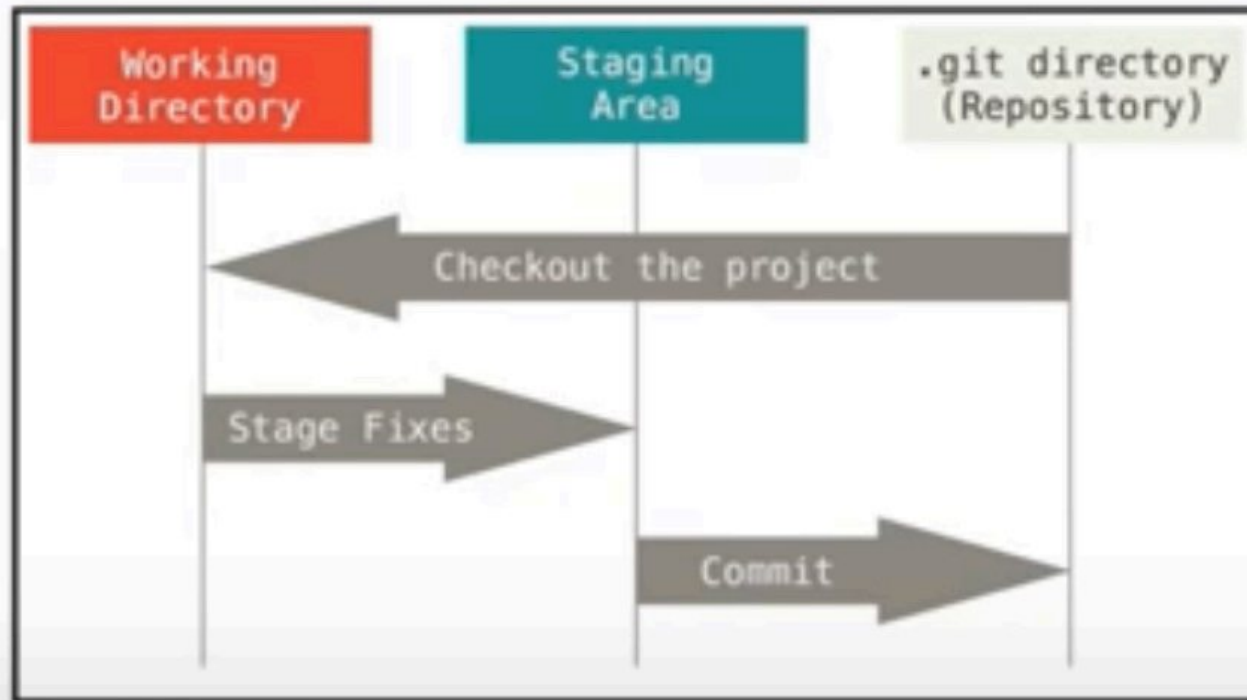 Working
Directory
Staging
Area
.git directory
(Repository)
Checkout the project
Stage Fixes
Commit